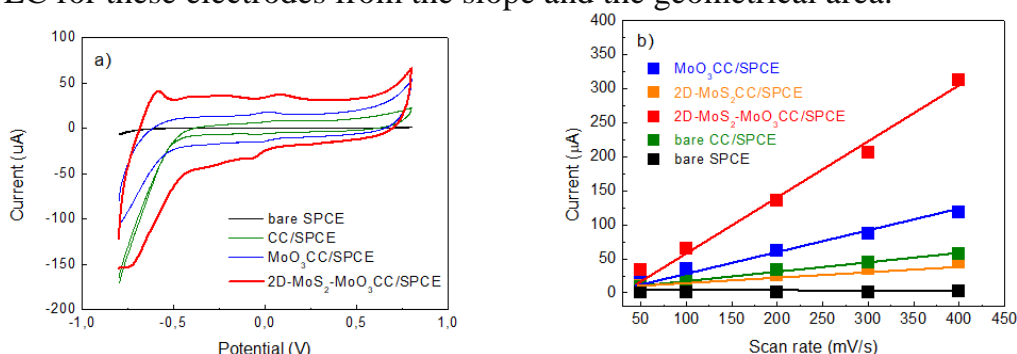 EC for these electrodes from the slope and the geometrical area.
a)
100
50
0
-50
-100
-150
-200
Current (uA)
bare SPCE
CC/SPCE
MoO₃CC/SPCE
2D-MoS₂-MoO₃CC/SPCE
-1,0 -0,5 0,0 0,5 1,0
Potential (V)
b)
400
350
300
250
200
150
100
50
0
Current (µA)
MoO₃CC/SPCE
2D-MoS₂CC/SPCE
2D-MoS₂-MoO₃CC/SPCE
bare CC/SPCE
bare SPCE
50 100 150 200 250 300 350 400 450
Scan rate (mV/s)